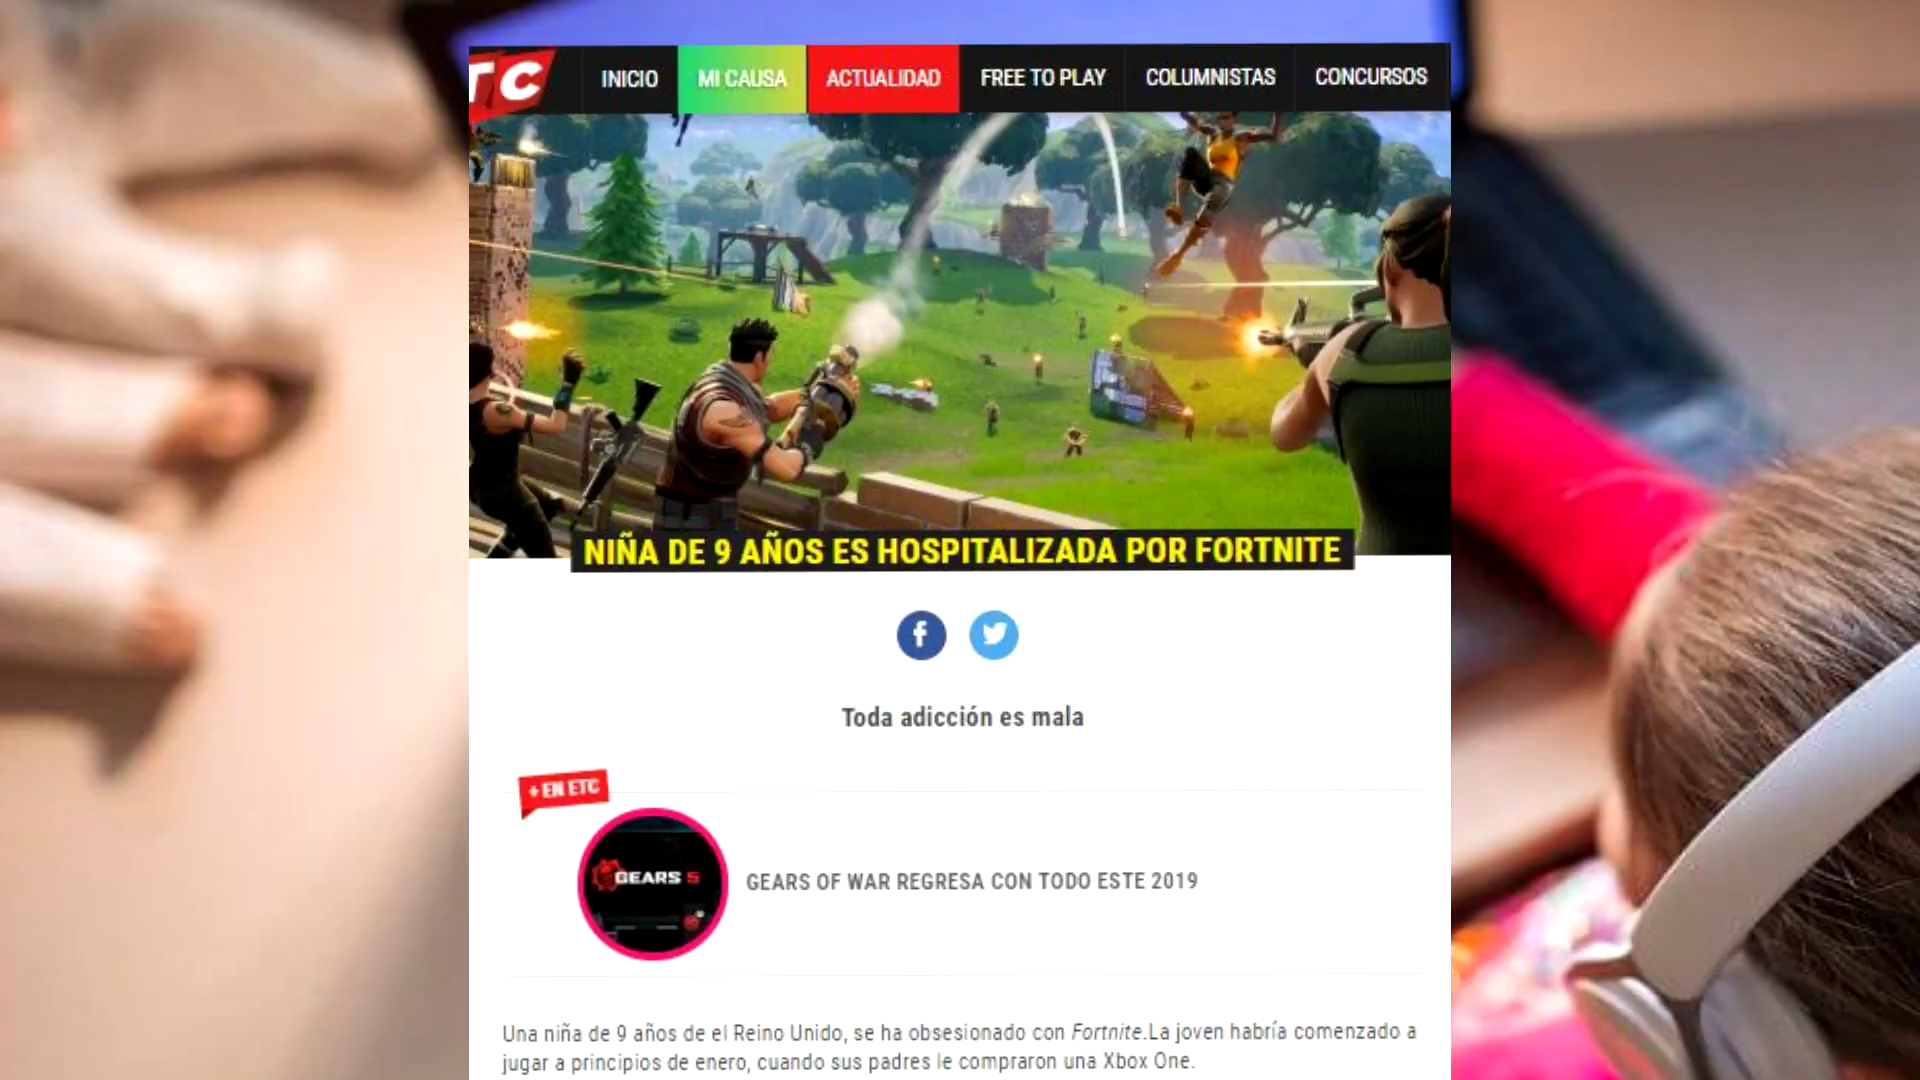 TC
INICIO
MI CAUSA
ACTUALIDAD
FREE TO PLAY
COLUMNISTAS
CONCURSOS
NIÑA DE 9 AÑOS ES HOSPITALIZADA POR FORTNITE
Toda adicción es mala
+ EN ETC
GEARS 5
GEARS OF WAR REGRESA CON TODO ESTE 2019
Una niña de 9 años de el Reino Unido, se ha obsesionado con Fortnite.La joven habría comenzado a
jugar a principios de enero, cuando sus padres le compraron una Xbox One.